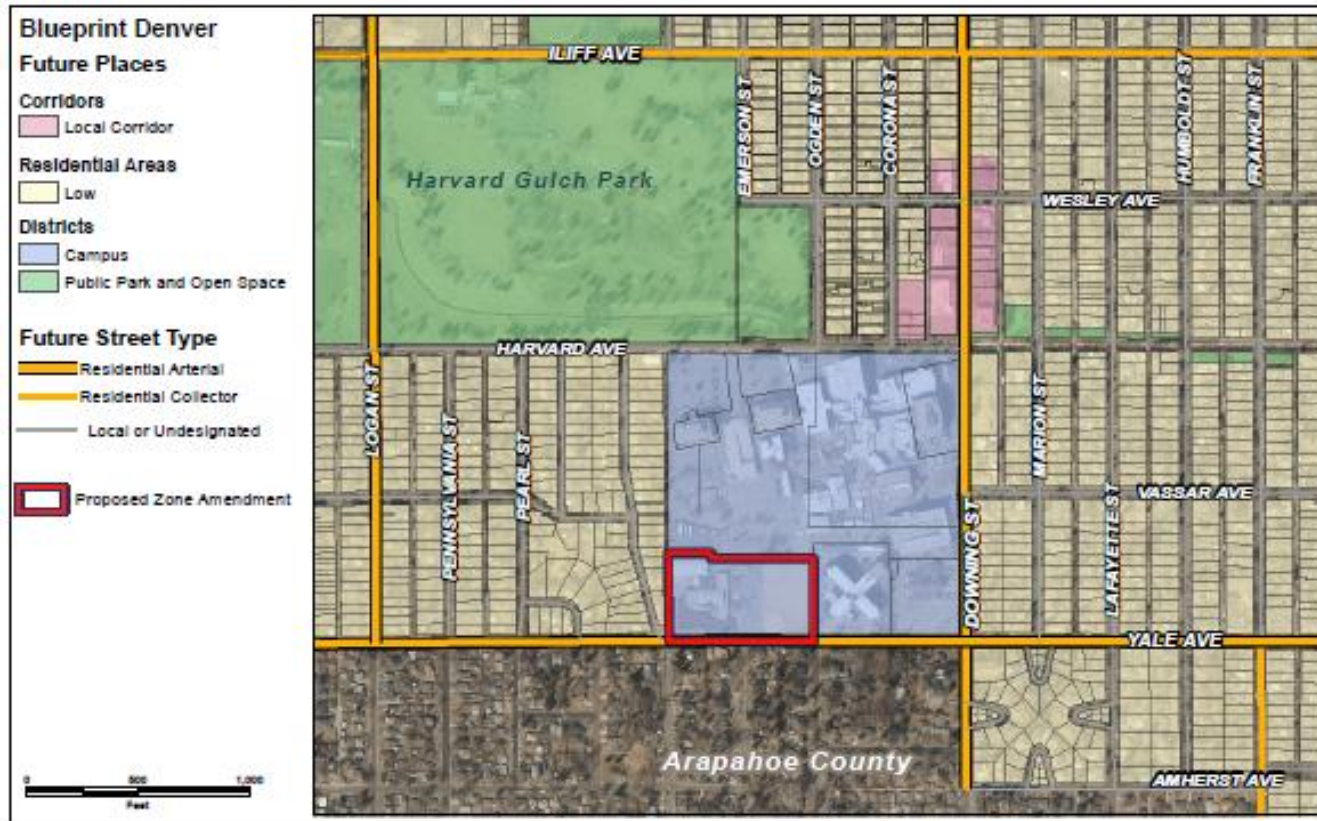 Blueprint Denver
Future Places
Corridors
Local Corridor
Residential Areas
Low
Districts
Campus
Public Park and Open Space
Future Street Type
Residential Arterial
Residential Collector
Local or Undesignated
Proposed Zone Amendment
0 500 1,000
Feet
ILIFF AVE
Harvard Gulch Park
EMERSON ST
OGDEN ST
CORONA ST
HUMBOLDT ST
FRANKLIN ST
WESLEY AVE
HARVARD AVE
LOGAN ST
PENNSYLVANIA ST
PEARL ST
MARION ST
VASSAR AVE
DOWNING ST
LAFAYETTE ST
YALE AVE
Arapahoe County
AMHERST AVE